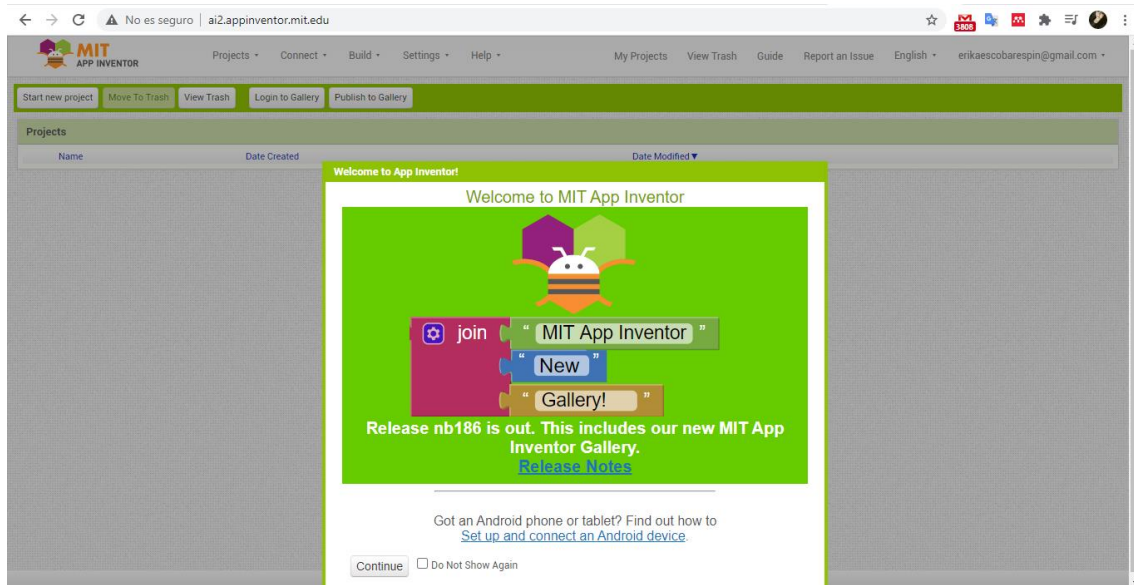 No es seguro | ai2.appinventor.mit.edu
3808
MIT
APP INVENTOR
Projects Connect Build Settings Help My Projects View Trash Guide Report an Issue English erikaescobarespin@gmail.com
Start new project Move To Trash View Trash Login to Gallery Publish to Gallery
Projects
Name Date Created Date Modified▼
Welcome to App Inventor!
Welcome to MIT App Inventor
join “ MIT App Inventor ”
“ New ”
“ Gallery! ”
Release nb186 is out. This includes our new MIT App
Inventor Gallery.
Release Notes
Got an Android phone or tablet? Find out how to
Set up and connect an Android device.
Continue Do Not Show Again